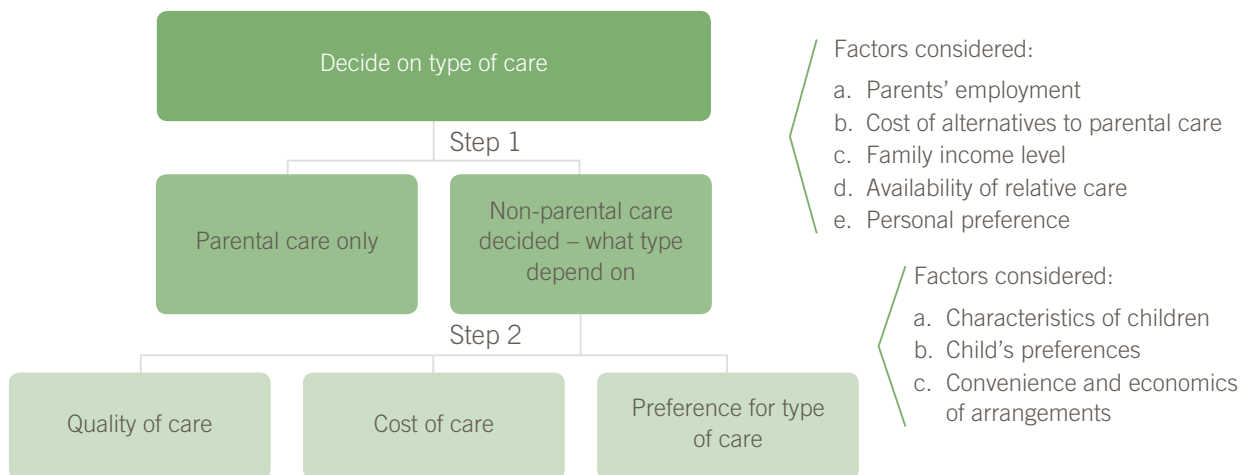 Decide on type of care
Step 1
Parental care only
Non-parental care
decided – what type
depend on
Step 2
Quality of care
Cost of care
Preference for type
of care
Factors considered:
a. Parents’ employment
b. Cost of alternatives to parental care
c. Family income level
d. Availability of relative care
e. Personal preference
Factors considered:
a. Characteristics of children
b. Child’s preferences
c. Convenience and economics
of arrangements